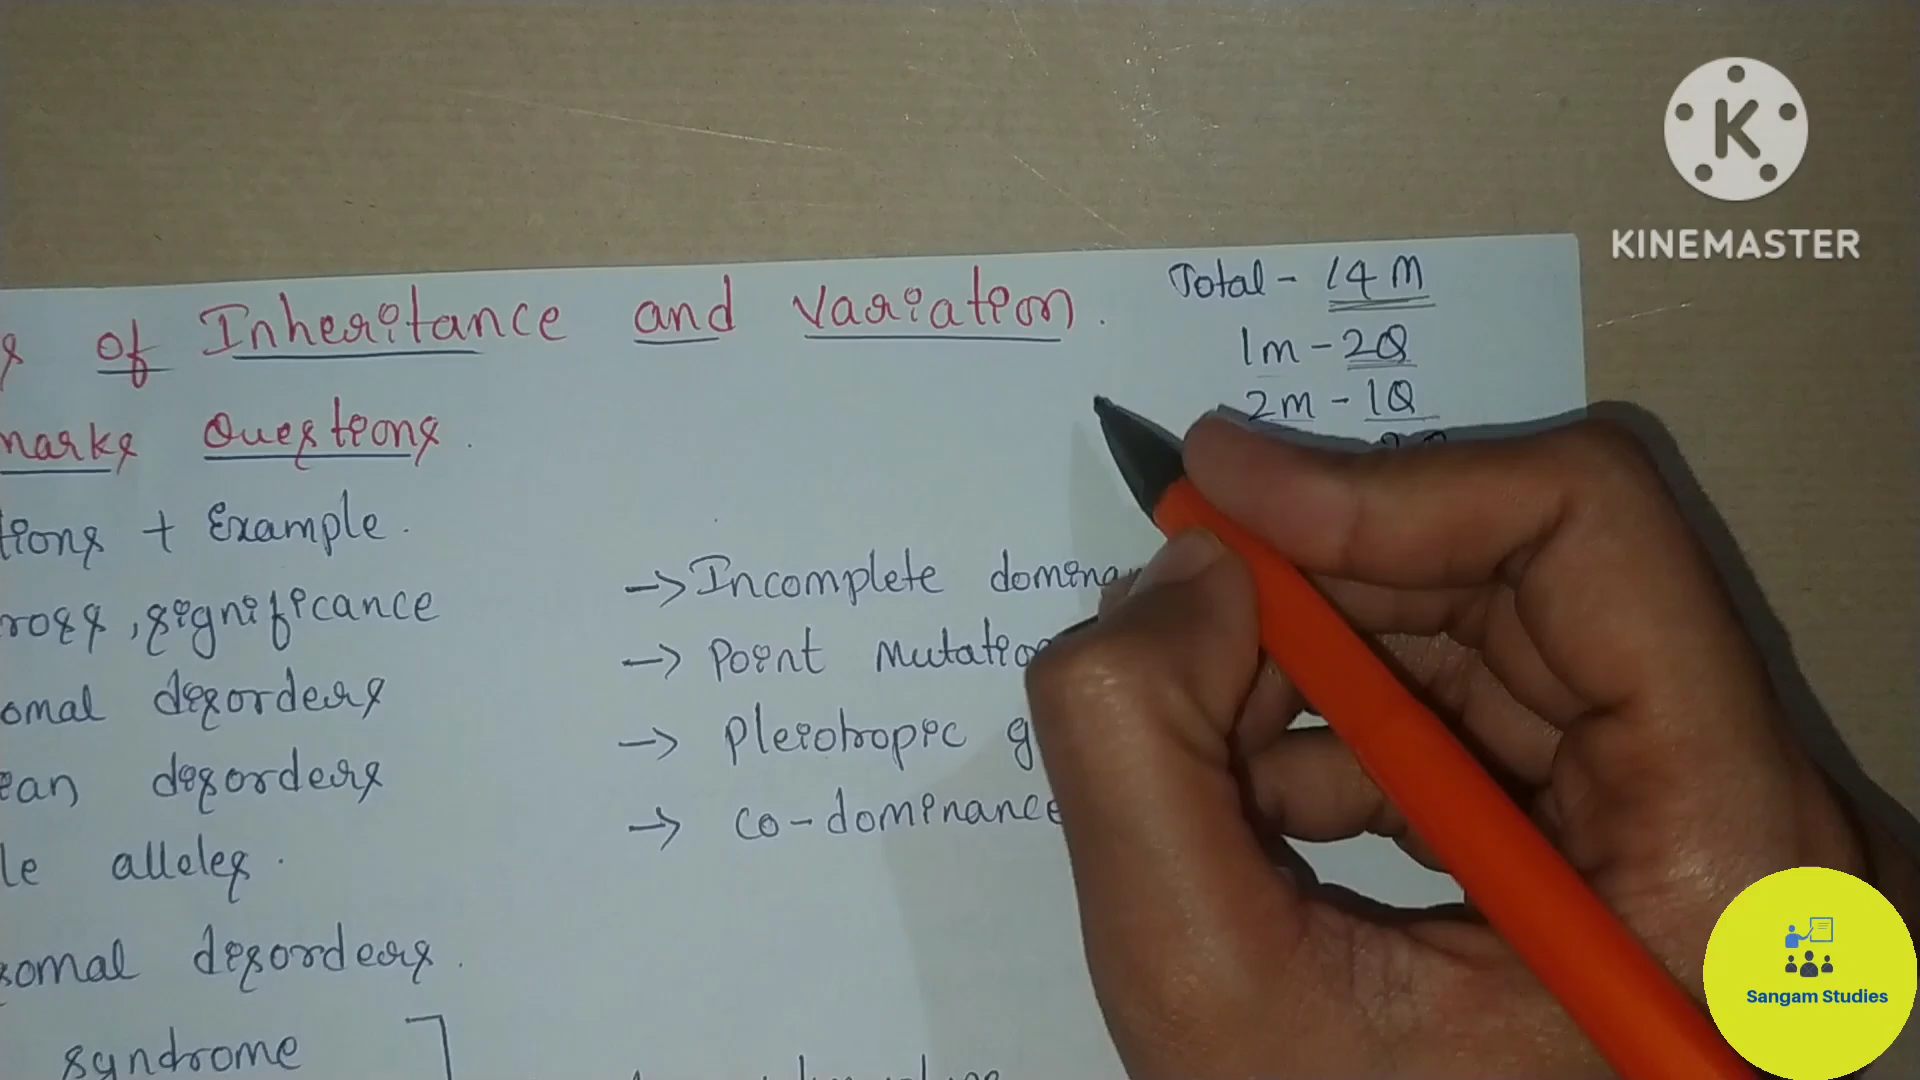 KINEMASTER
of Inheritance and Variation.
Total - 14 M
1m - 2Q
2m - 1Q
marks Questions.
tions + Example.
ross, significance
omal disorders
ean disorders
le alleles.
somal disorders.
syndrome
→ Incomplete domina
→ Point Mutatio
→ Pleiotropic g
→ Co-dominance
Sangam Studies